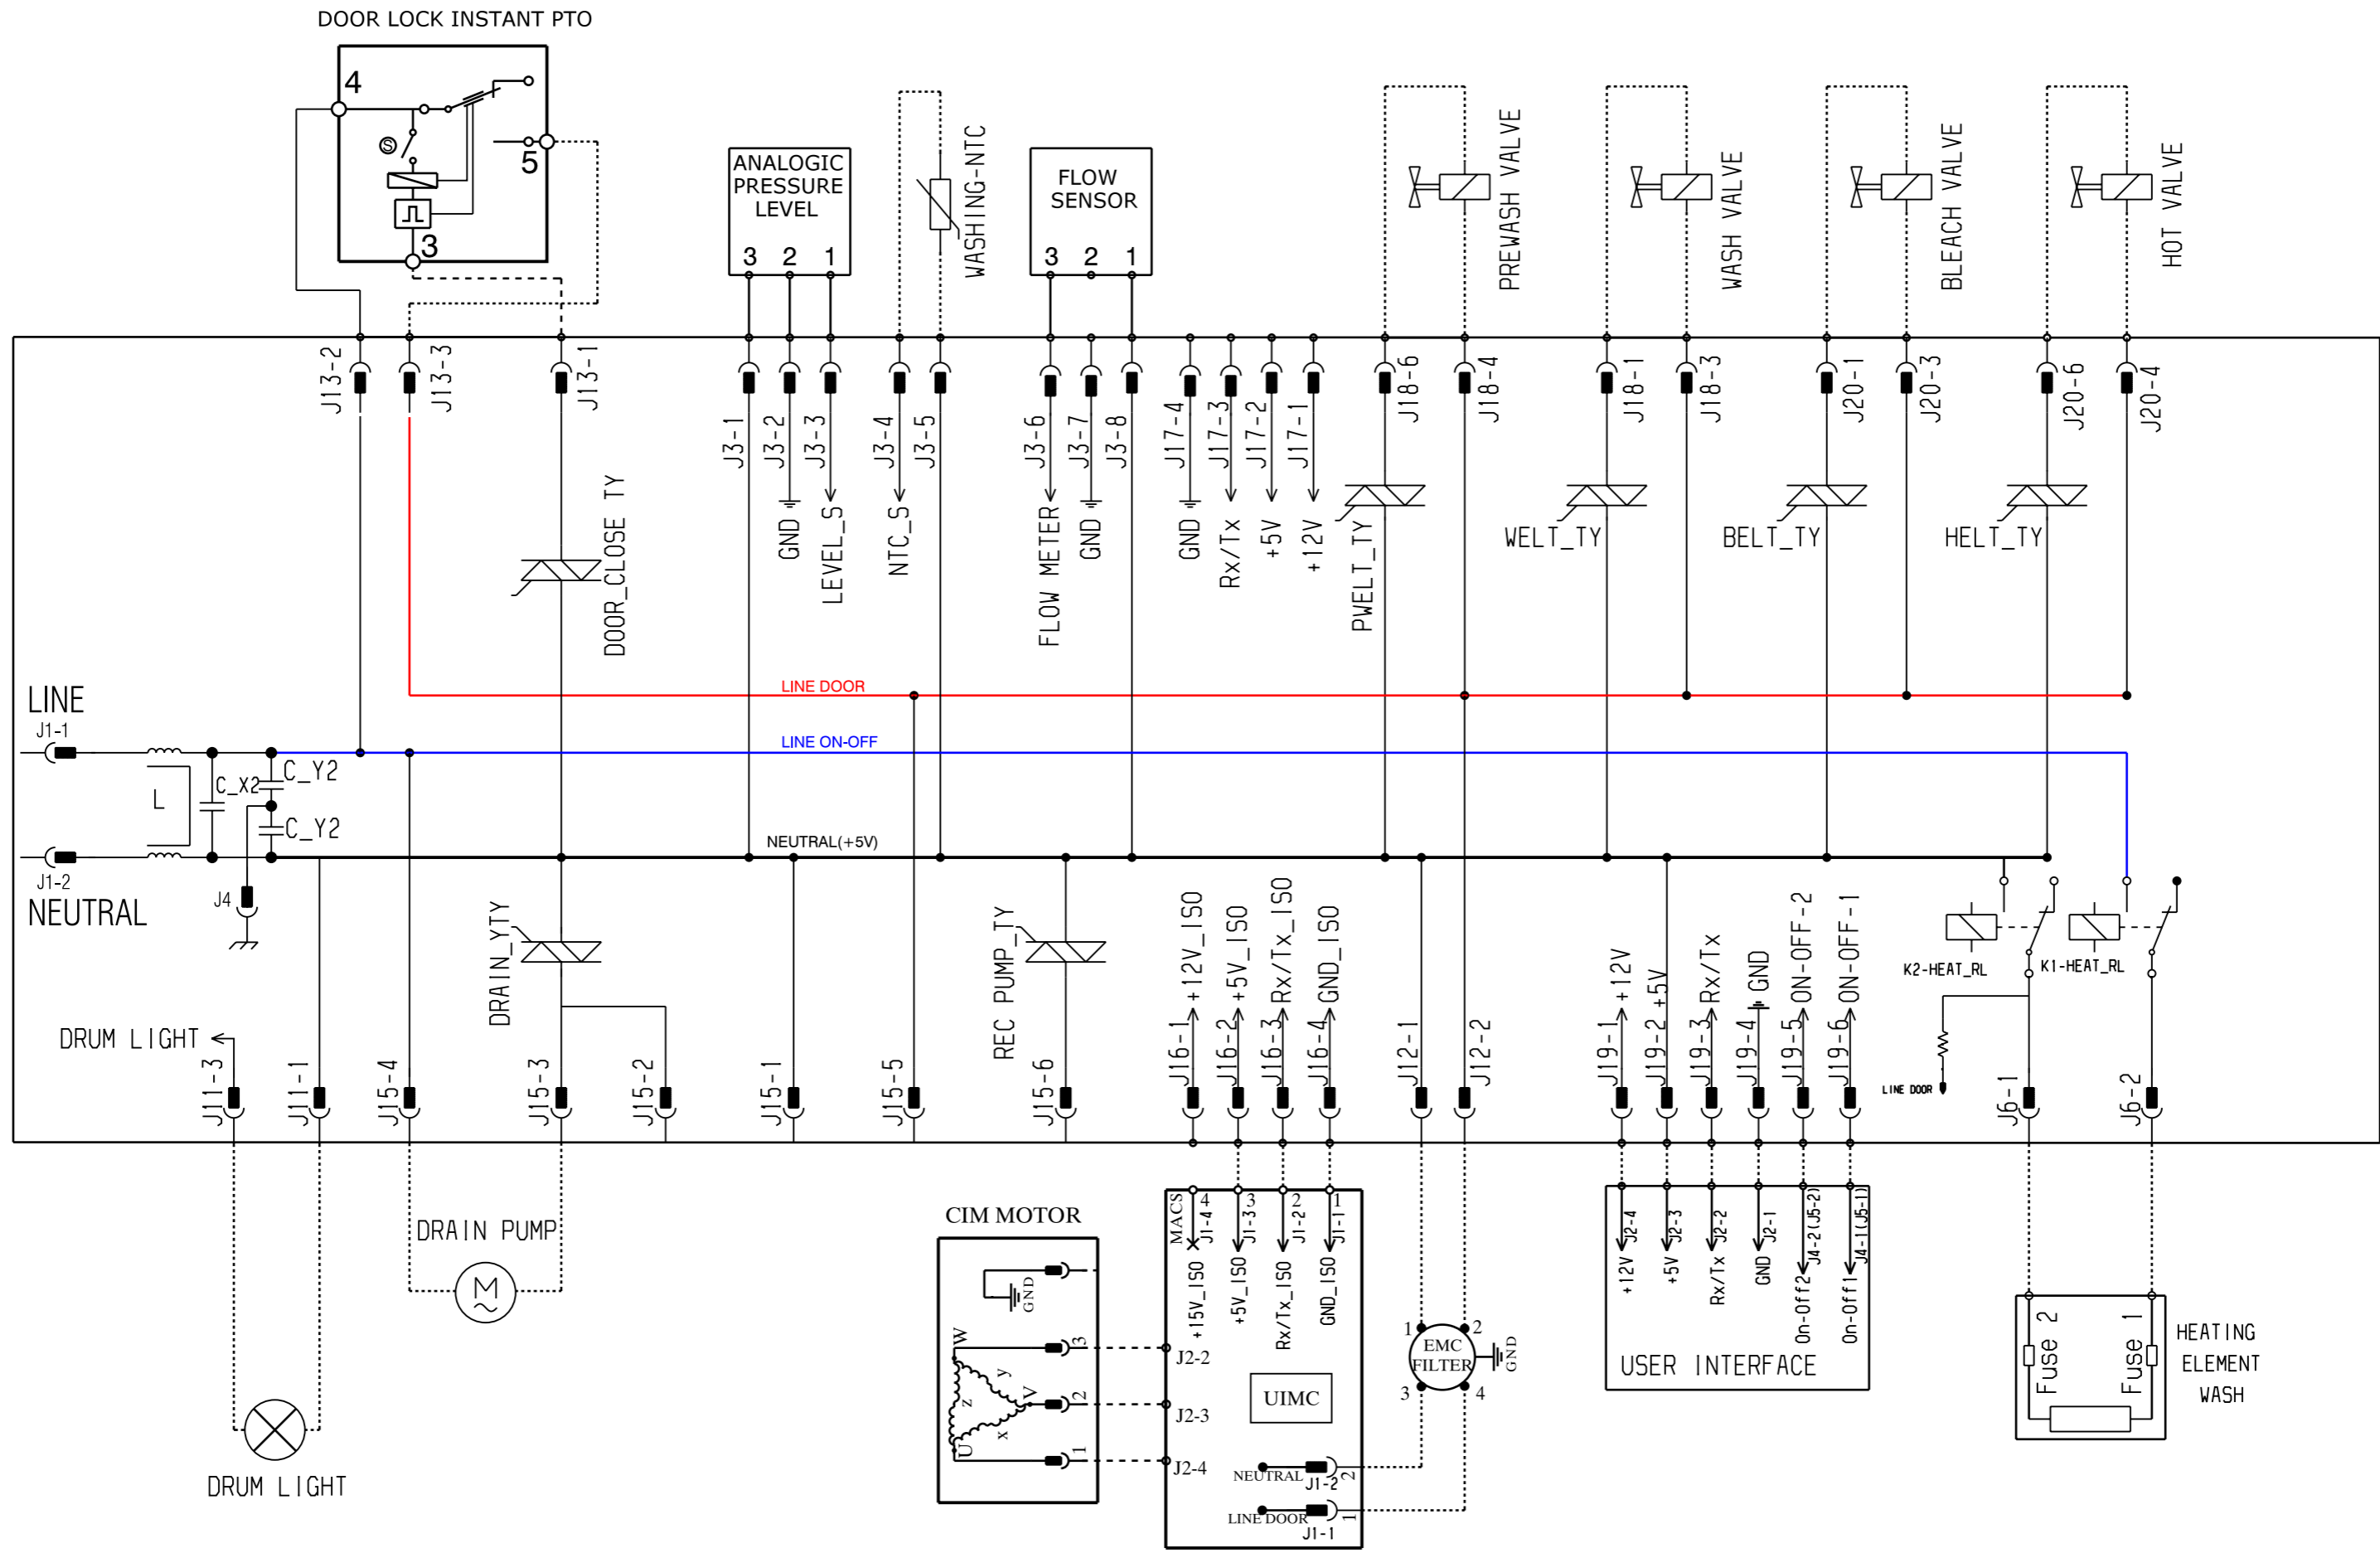 DOOR LOCK INSTANT PTO
4
S
5
3
ANALOGIC
PRESSURE
LEVEL
3 2 1
WASHING-NTC
FLOW
SENSOR
3 2 1
PREWASH VALVE
WASH VALVE
BLEACH VALVE
HOT VALVE
J13-2
J13-3
J13-1
J3-1
J3-2
J3-3
J3-4
J3-5
J3-6
J3-7
J3-8
J17-4
J17-3
J17-2
J17-1
J18-6
J18-4
J18-1
J18-3
J20-1
J20-3
J20-6
J20-4
DOOR_CLOSE TY
GND
LEVEL_S
NTC_S
FLOW METER
GND
GND
Rx/Tx
+5V
+12V
PWELT_TY
WELT_TY
BELT_TY
HELT_TY
LINE DOOR
LINE
J1-1
LINE ON-OFF
L
C_X2
C_Y2
C_Y2
NEUTRAL(+5V)
J1-2
NEUTRAL
J4
DRAIN_YTY
REC PUMP_TY
+12V_ISO
+5V_ISO
Rx/Tx_ISO
GND_ISO
+12V
+5V
Rx/Tx
GND
ON-OFF-2
ON-OFF-1
K2-HEAT_RL
K1-HEAT_RL
LINE DOOR
DRUM LIGHT
J11-3
J11-1
J15-4
J15-3
J15-2
J15-1
J15-5
J15-6
J16-1
J16-2
J16-3
J16-4
J12-1
J12-2
J19-1
J19-2
J19-3
J19-4
J19-5
J19-6
J6-1
J6-2
DRAIN PUMP
M
DRUM LIGHT
CIM MOTOR
GND
W
y
V
z
x
U
3
2
1
MACS
4 3 2 1
J1-4
J1-3
J1-2
J1-1
+15V_ISO
+5V_ISO
Rx/Tx_ISO
GND_ISO
J2-2
J2-3
J2-4
UIMC
NEUTRAL
J1-2
2
LINE DOOR
J1-1
1
1 2
EMC
FILTER
GND
3 4
J2-4
J2-3
J2-2
J2-1
J4-2(J5-2)
J4-1(J5-1)
+12V
+5V
Rx/Tx
GND
On-Off2
On-Off1
USER INTERFACE
Fuse 2
Fuse 1
HEATING
ELEMENT
WASH